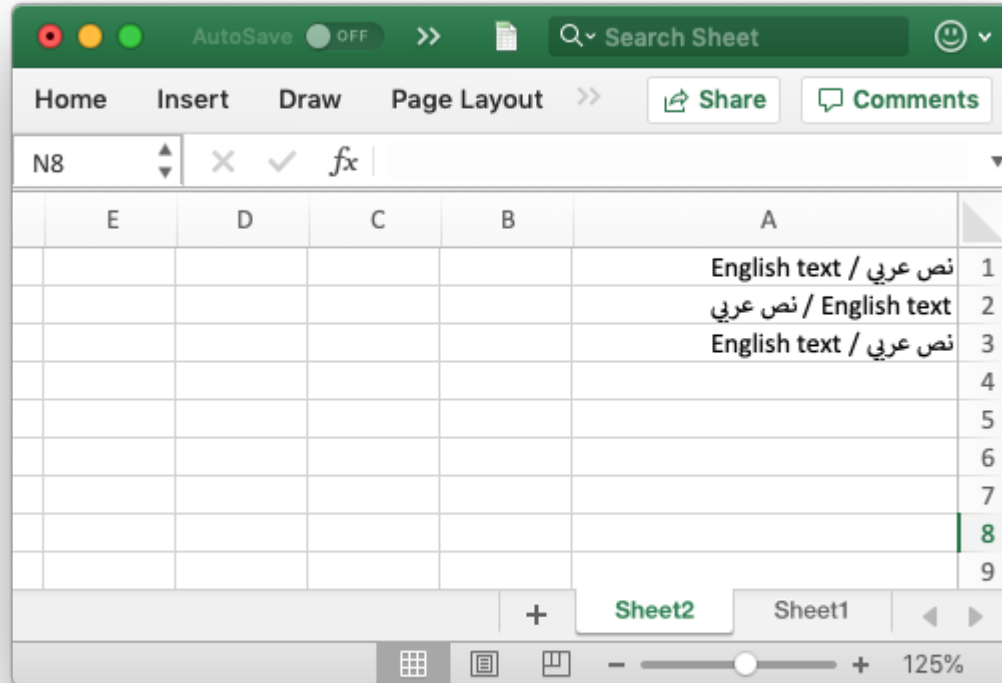 AutoSave OFF >> Search Sheet
Home Insert Draw Page Layout >> Share Comments
N8 fx
E D C B A
نص عربي / English text 1
نص عربي / English text 2
نص عربي / English text 3
4
5
6
7
8
9
+ Sheet2 Sheet1
125%